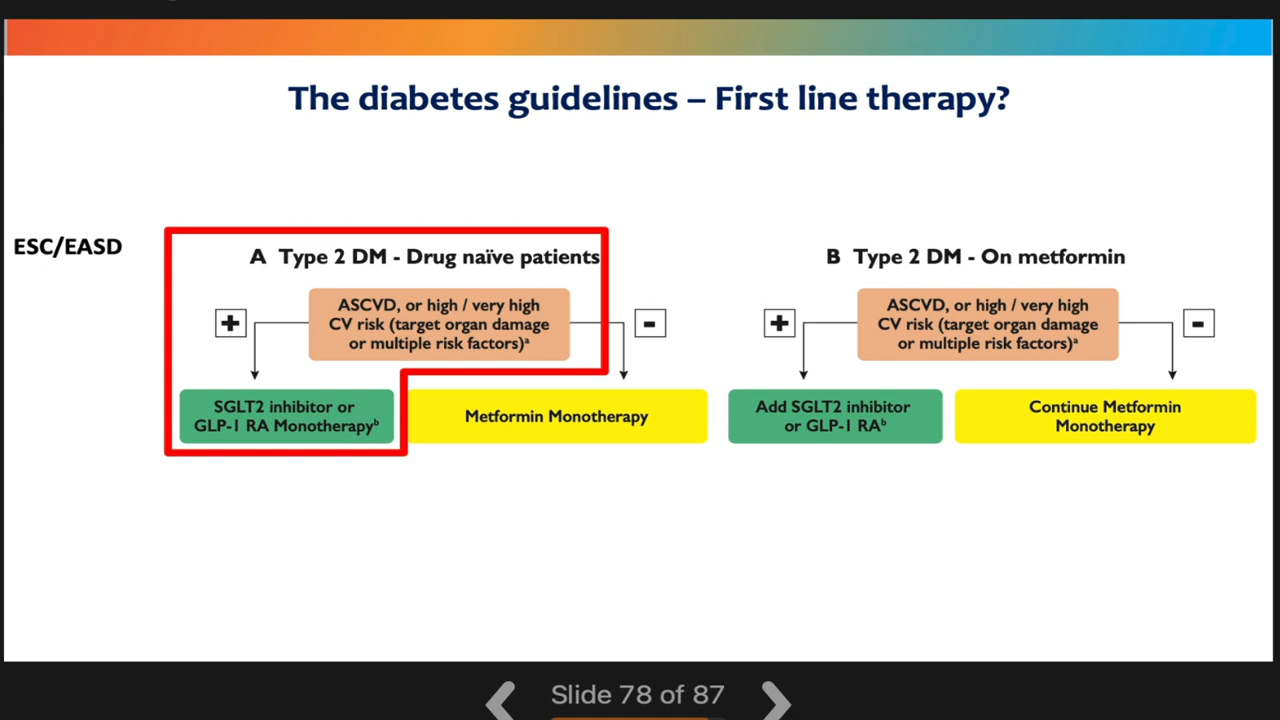 The diabetes guidelines – First line therapy?
ESC/EASD
A Type 2 DM - Drug naïve patients
+
ASCVD, or high / very high
CV risk (target organ damage
or multiple risk factors)ᵃ
-
SGLT2 inhibitor or
GLP-1 RA Monotherapyᵇ
Metformin Monotherapy
B Type 2 DM - On metformin
+
ASCVD, or high / very high
CV risk (target organ damage
or multiple risk factors)ᵃ
-
Add SGLT2 inhibitor
or GLP-1 RAᵇ
Continue Metformin
Monotherapy
Slide 78 of 87